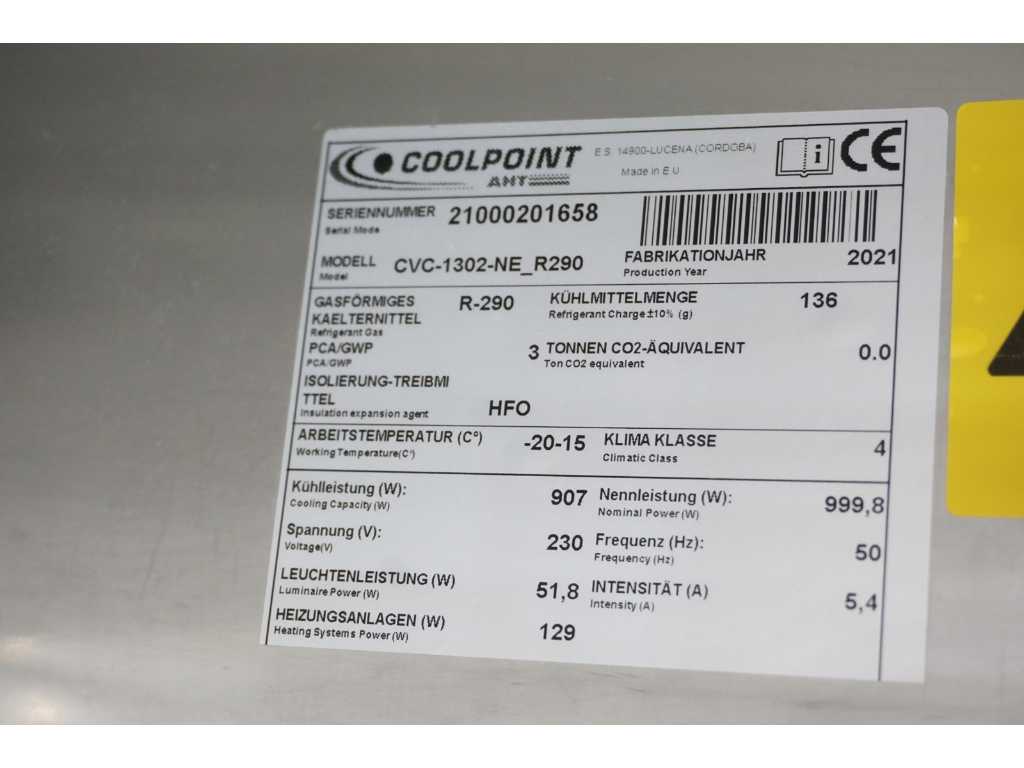 COOLPOINT
AHT
E.S. 14900-LUCENA (CORDOBA)
Made in E.U
i
CE
SERIENNUMMER 21000201658
Serial Mode
MODELL CVC-1302-NE_R290 FABRIKATIONJAHR 2021
Model Production Year
GASFÖRMIGES R-290 KÜHLMITTELMENGE 136
KAELTERNITTEL Refrigerant Charge±10% (g)
Refrigerant Gas
PCA/GWP 3 TONNEN CO2-ÄQUIVALENT 0.0
PCA/GWP Ton CO2 equivalent
ISOLIERUNG-TREIBMI
TTEL HFO
Insulation expansion agent
ARBEITSTEMPERATUR (C°) -20-15 KLIMA KLASSE 4
Working Temperature(C°) Climatic Class
Kühlleistung (W): 907 Nennleistung (W): 999,8
Cooling Capacity (W) Nominal Power (W)
Spannung (V): 230 Frequenz (Hz): 50
Voltage(V) Frequency (Hz)
LEUCHTENLEISTUNG (W) 51,8 INTENSITÄT (A) 5,4
Luminaire Power (W) Intensity (A)
HEIZUNGSANLAGEN (W) 129
Heating Systems Power (W)